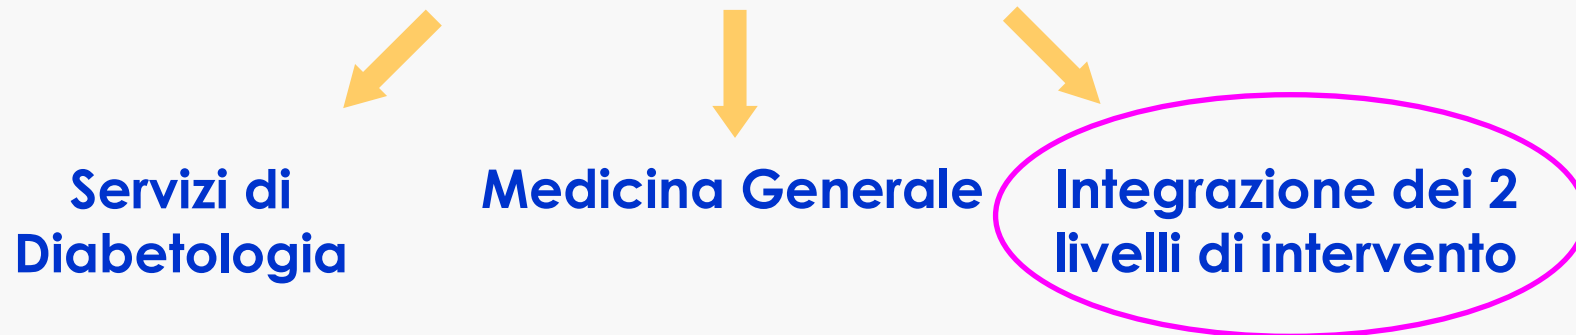 Servizi di
Diabetologia
Medicina Generale
Integrazione dei 2
livelli di intervento